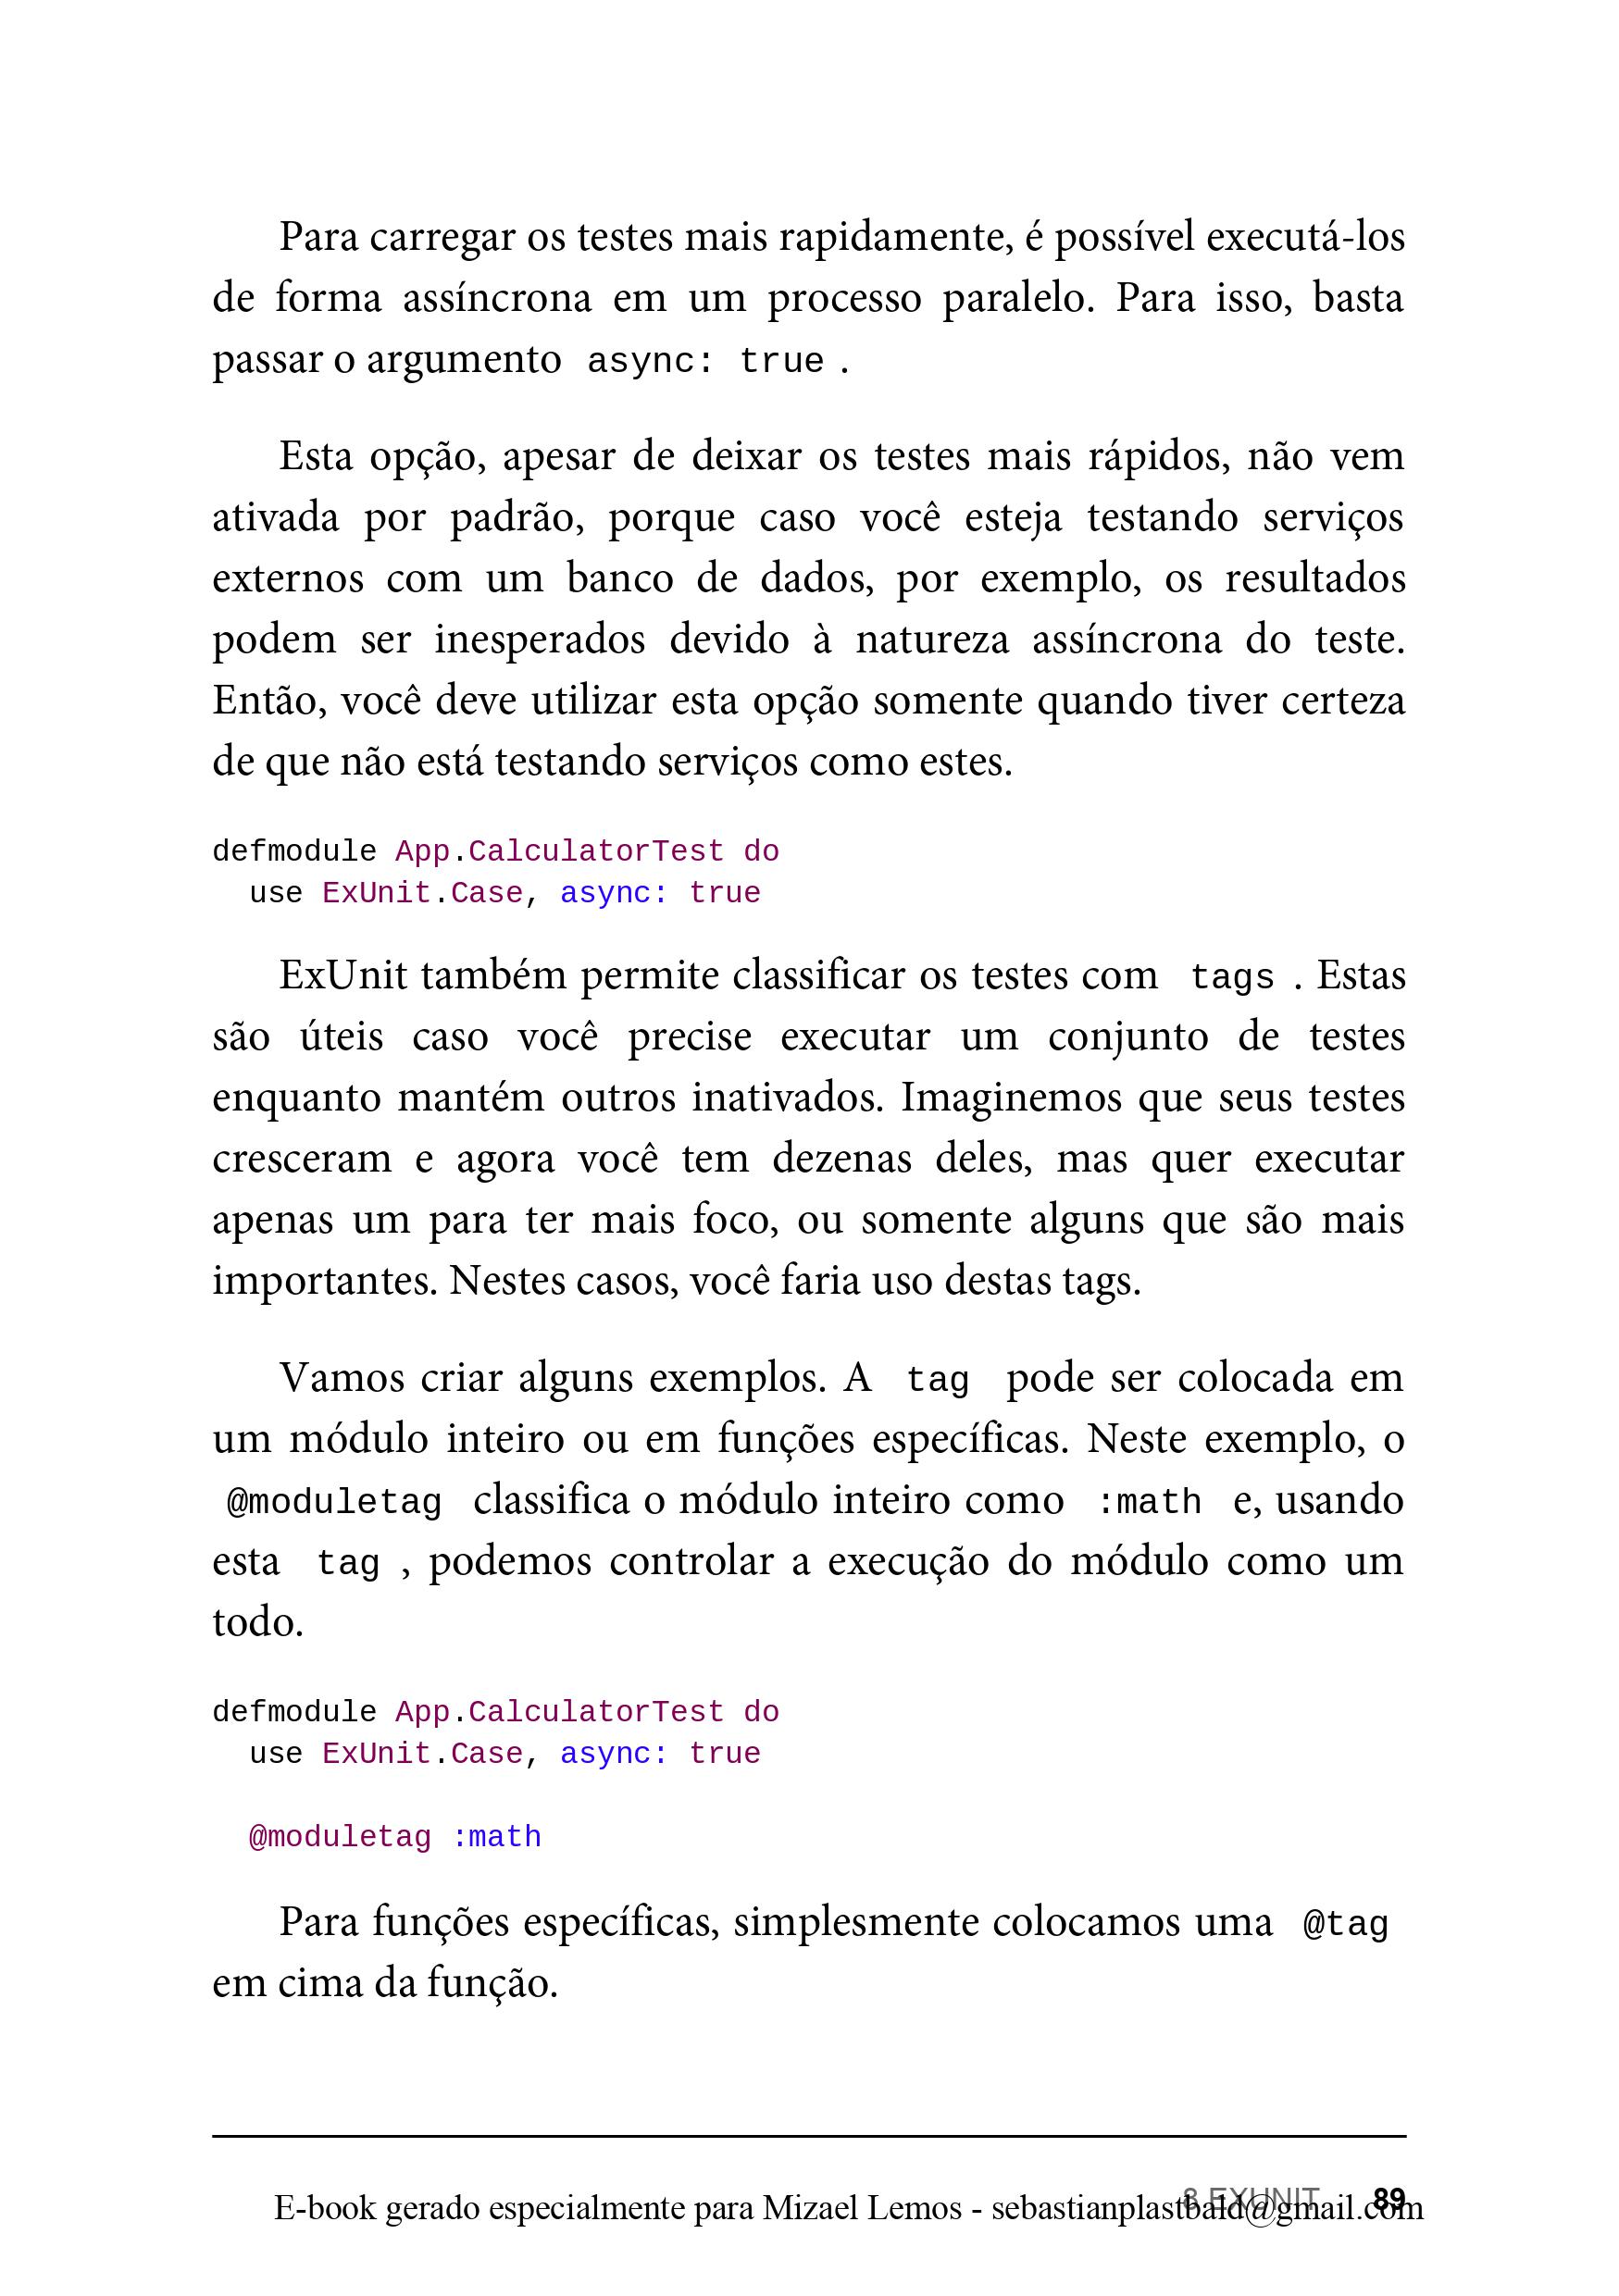 Para carregar os testes mais rapidamente, é possível executá-los
de forma assíncrona em um processo paralelo. Para isso, basta
passar o argumento async: true .
Esta opção, apesar de deixar os testes mais rápidos, não vem
ativada por padrão, porque caso você esteja testando serviços
externos com um banco de dados, por exemplo, os resultados
podem ser inesperados devido à natureza assíncrona do teste.
Então, você deve utilizar esta opção somente quando tiver certeza
de que não está testando serviços como estes.
defmodule App.CalculatorTest do
  use ExUnit.Case, async: true
ExUnit também permite classificar os testes com tags . Estas
são úteis caso você precise executar um conjunto de testes
enquanto mantém outros inativados. Imaginemos que seus testes
cresceram e agora você tem dezenas deles, mas quer executar
apenas um para ter mais foco, ou somente alguns que são mais
importantes. Nestes casos, você faria uso destas tags.
Vamos criar alguns exemplos. A tag pode ser colocada em
um módulo inteiro ou em funções específicas. Neste exemplo, o
@moduletag classifica o módulo inteiro como :math e, usando
esta tag , podemos controlar a execução do módulo como um
todo.
defmodule App.CalculatorTest do
  use ExUnit.Case, async: true
  @moduletag :math
Para funções específicas, simplesmente colocamos uma @tag
em cima da função.
8 EXUNIT 89
E-book gerado especialmente para Mizael Lemos - sebastianplastbaid@gmail.com